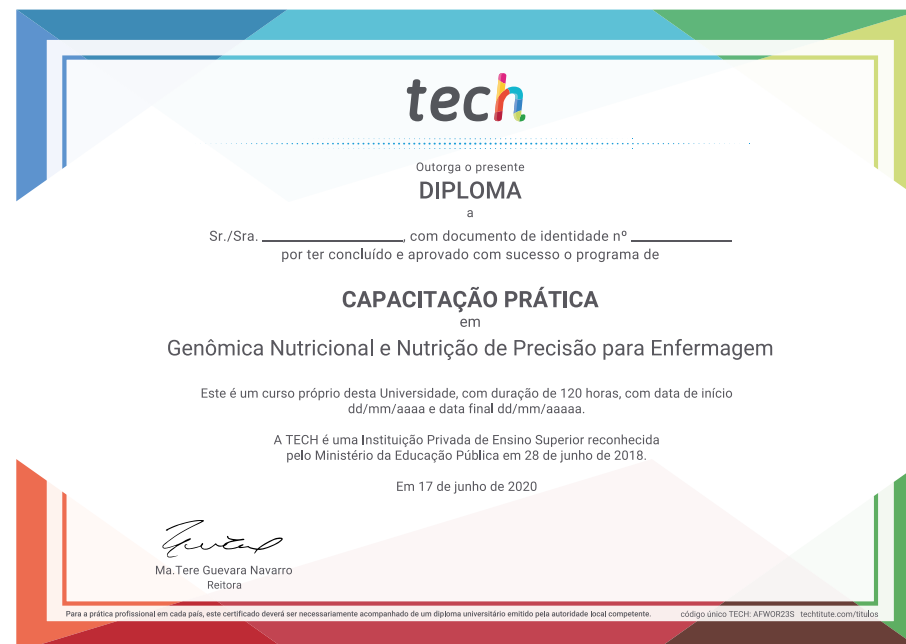 tech
Outorga o presente
DIPLOMA
a
Sr./Sra. ________________, com documento de identidade nº ____________
por ter concluído e aprovado com sucesso o programa de
CAPACITAÇÃO PRÁTICA
em
Genômica Nutricional e Nutrição de Precisão para Enfermagem
Este é um curso próprio desta Universidade, com duração de 120 horas, com data de início
dd/mm/aaaa e data final dd/mm/aaaaa.
A TECH é uma Instituição Privada de Ensino Superior reconhecida
pelo Ministério da Educação Pública em 28 de junho de 2018.
Em 17 de junho de 2020
Ma.Tere Guevara Navarro
Reitora
Para a prática profissional em cada país, este certificado deverá ser necessariamente acompanhado de um diploma universitário emitido pela autoridade local competente. código único TECH: AFWOR23S techtitute.com/titulos